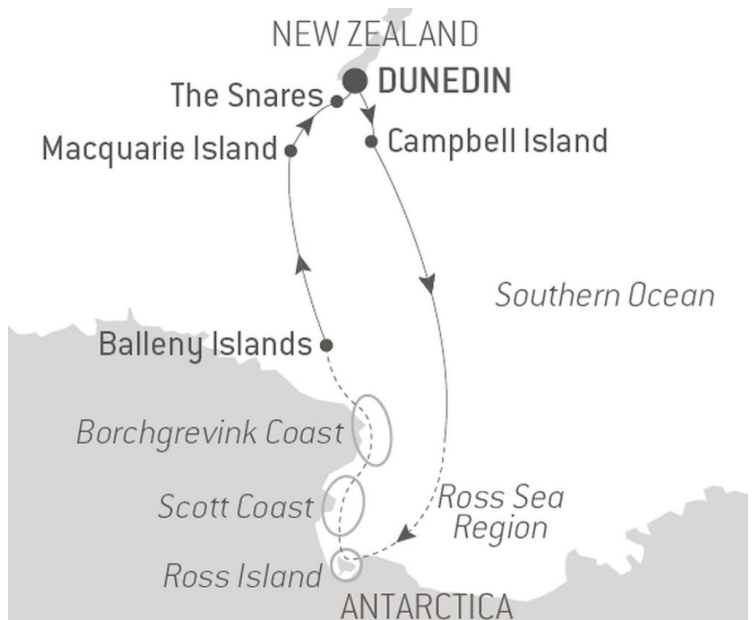 NEW ZEALAND
DUNEDIN
The Snares
Campbell Island
Macquarie Island
Southern Ocean
Balleny Islands
Borchgrevink Coast
Scott Coast
Ross Sea
Region
Ross Island
ANTARCTICA